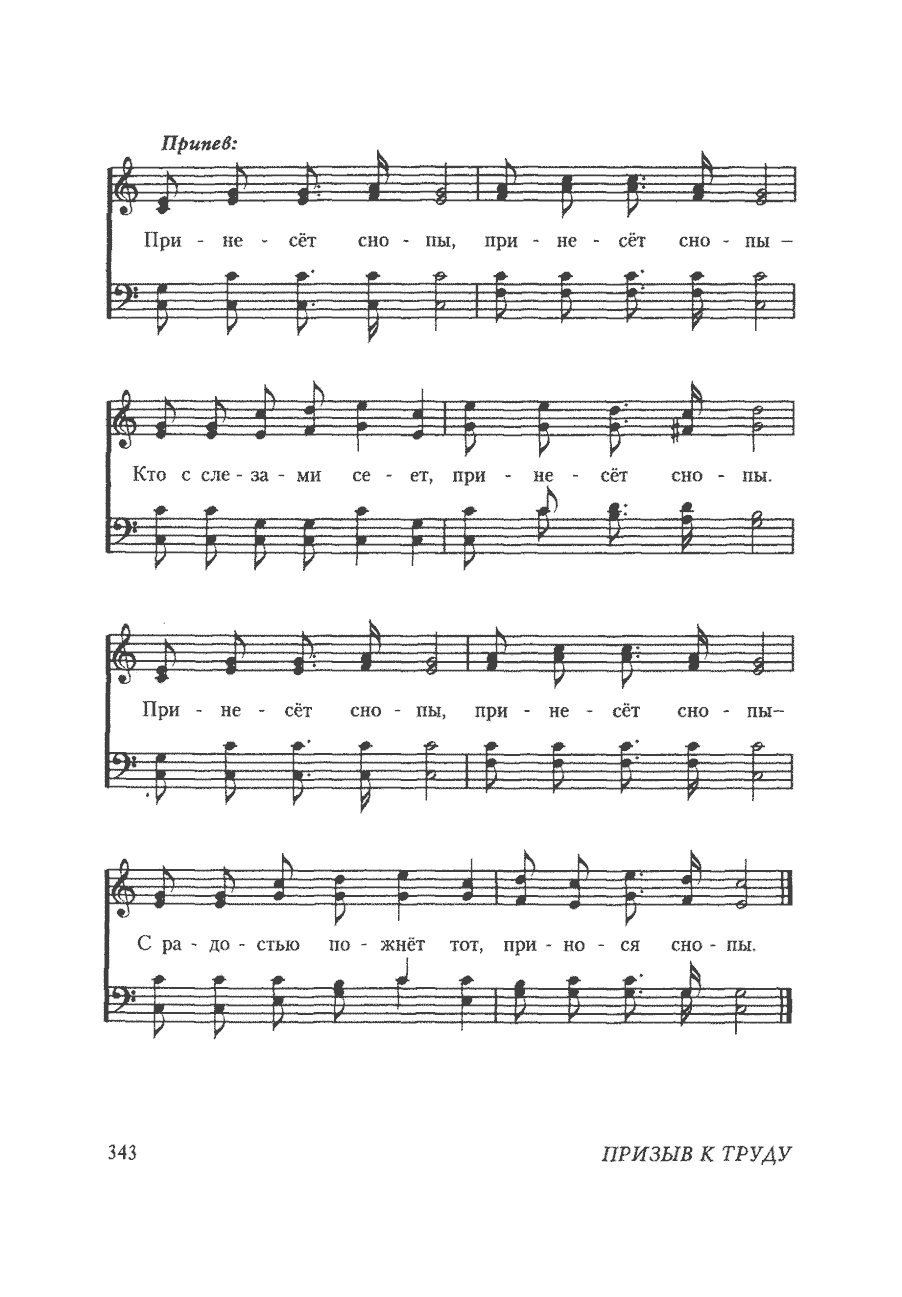 Припев:
При - не - сёт сно - пы, при - не - сёт сно - пы –
Кто с сле - за - ми се - ет, при - не - сёт сно - пы.
При - не - сёт сно - пы, при - не - сёт сно - пы–
С ра - до - стью по - жнёт тот, при - но - ся сно - пы.
343 ПРИЗЫВ К ТРУДУ